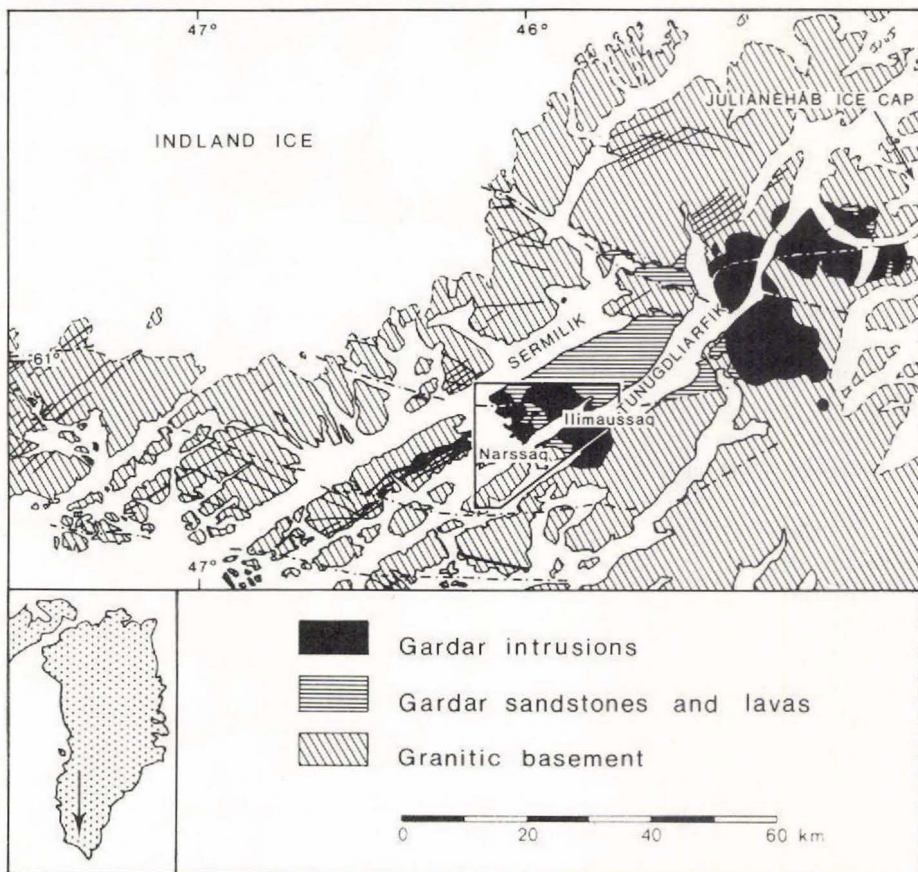 47°
46°
JULIANEHÅB ICE CAP
INDLAND ICE
61°
SERMILIK
TUNUGDLIARFIK
Ilimaussaq
Narssaq
47°
Gardar intrusions
Gardar sandstones and lavas
Granitic basement
0 20 40 60 km